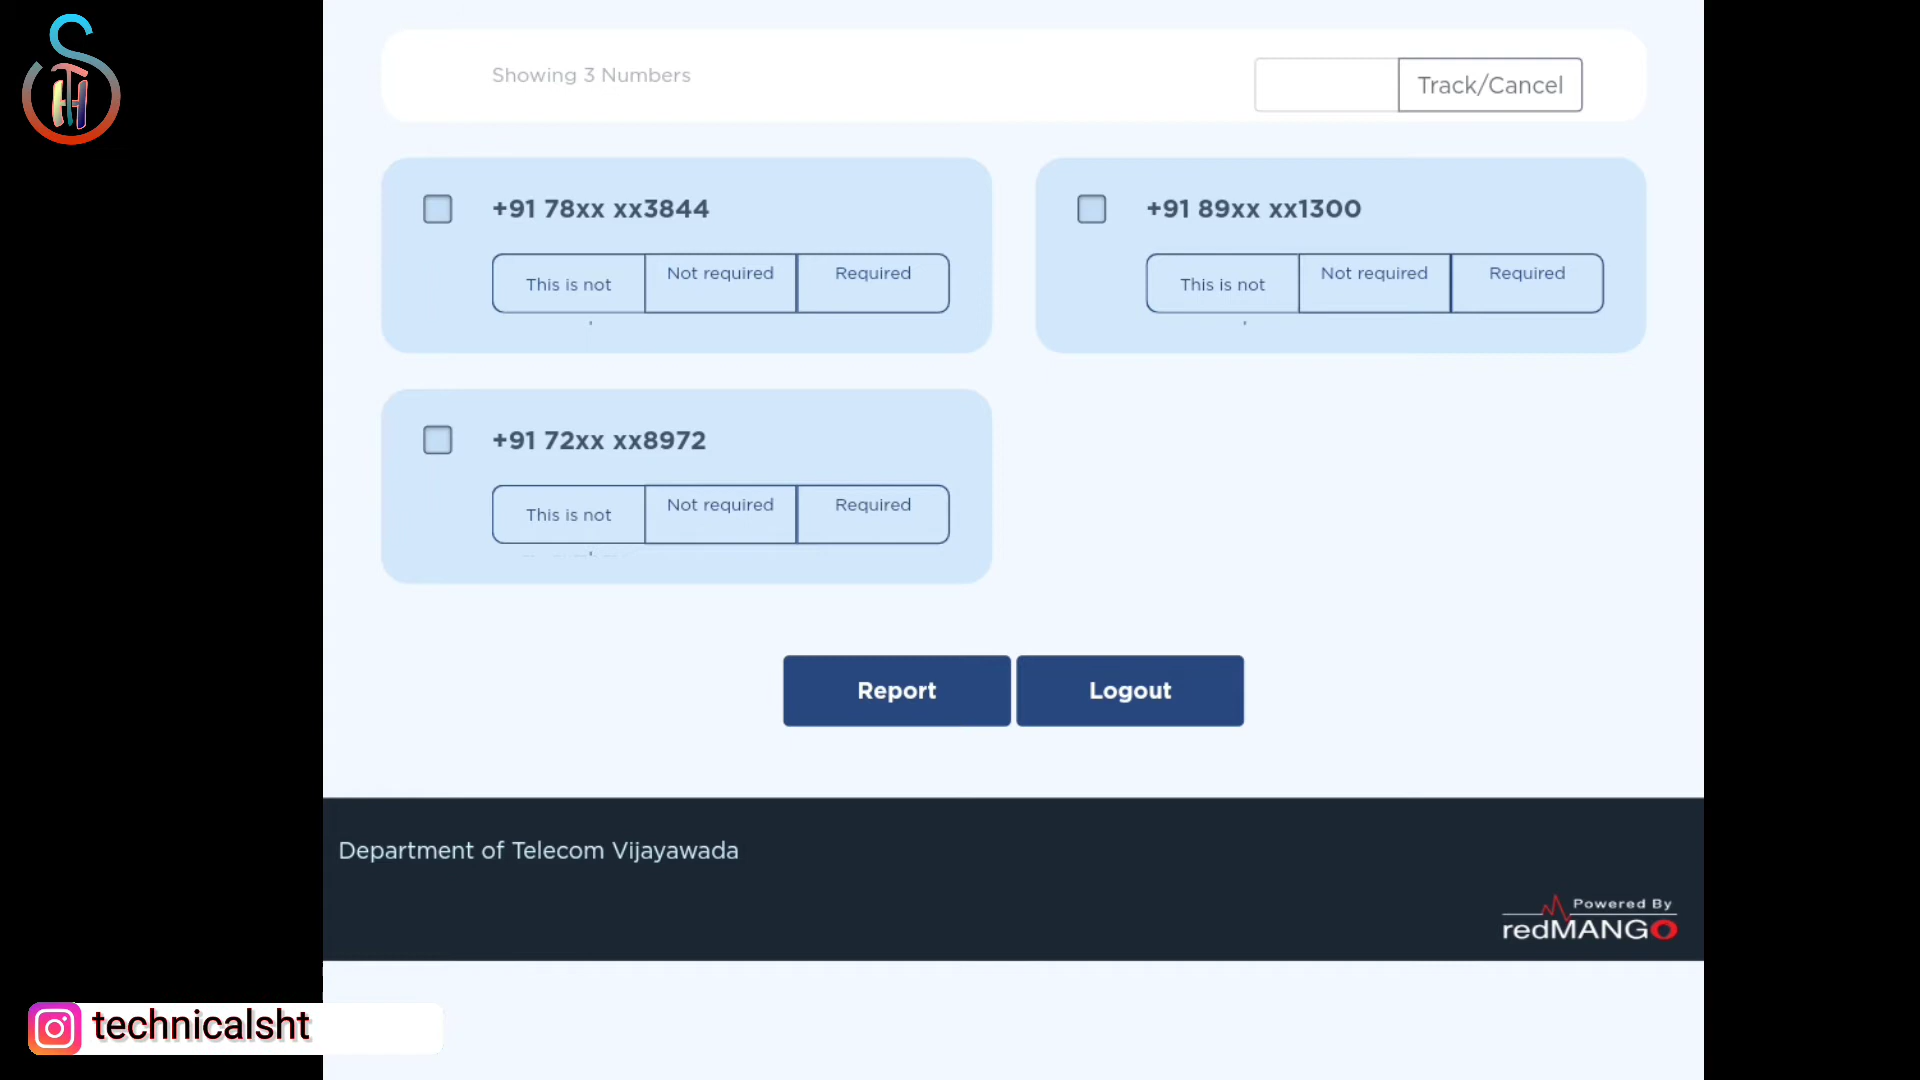 STH
Showing 3 Numbers
Track/Cancel
+91 78xx xx3844
This is not
Not required
Required
+91 89xx xx1300
This is not
Not required
Required
+91 72xx xx8972
This is not
Not required
Required
Report
Logout
Department of Telecom Vijayawada
Powered By
redMANGO
technicalsht